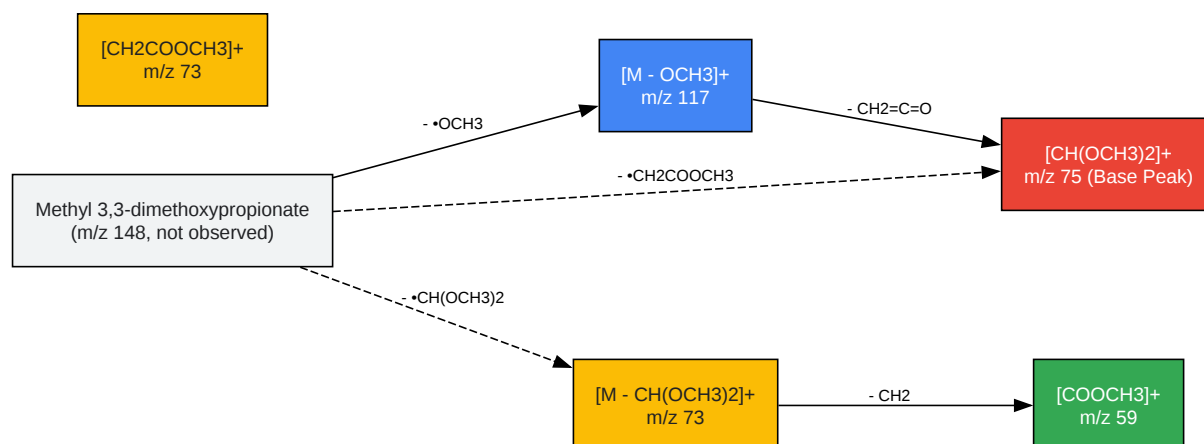 [CH2COOCH3]+
m/z 73
[M - OCH3]+
m/z 117
- •OCH3
- CH2=C=O
[CH(OCH3)2]+
m/z 75 (Base Peak)
- •CH2COOCH3
Methyl 3,3-dimethoxypropionate
(m/z 148, not observed)
- •CH(OCH3)2
[M - CH(OCH3)2]+
m/z 73
- CH2
[COOCH3]+
m/z 59